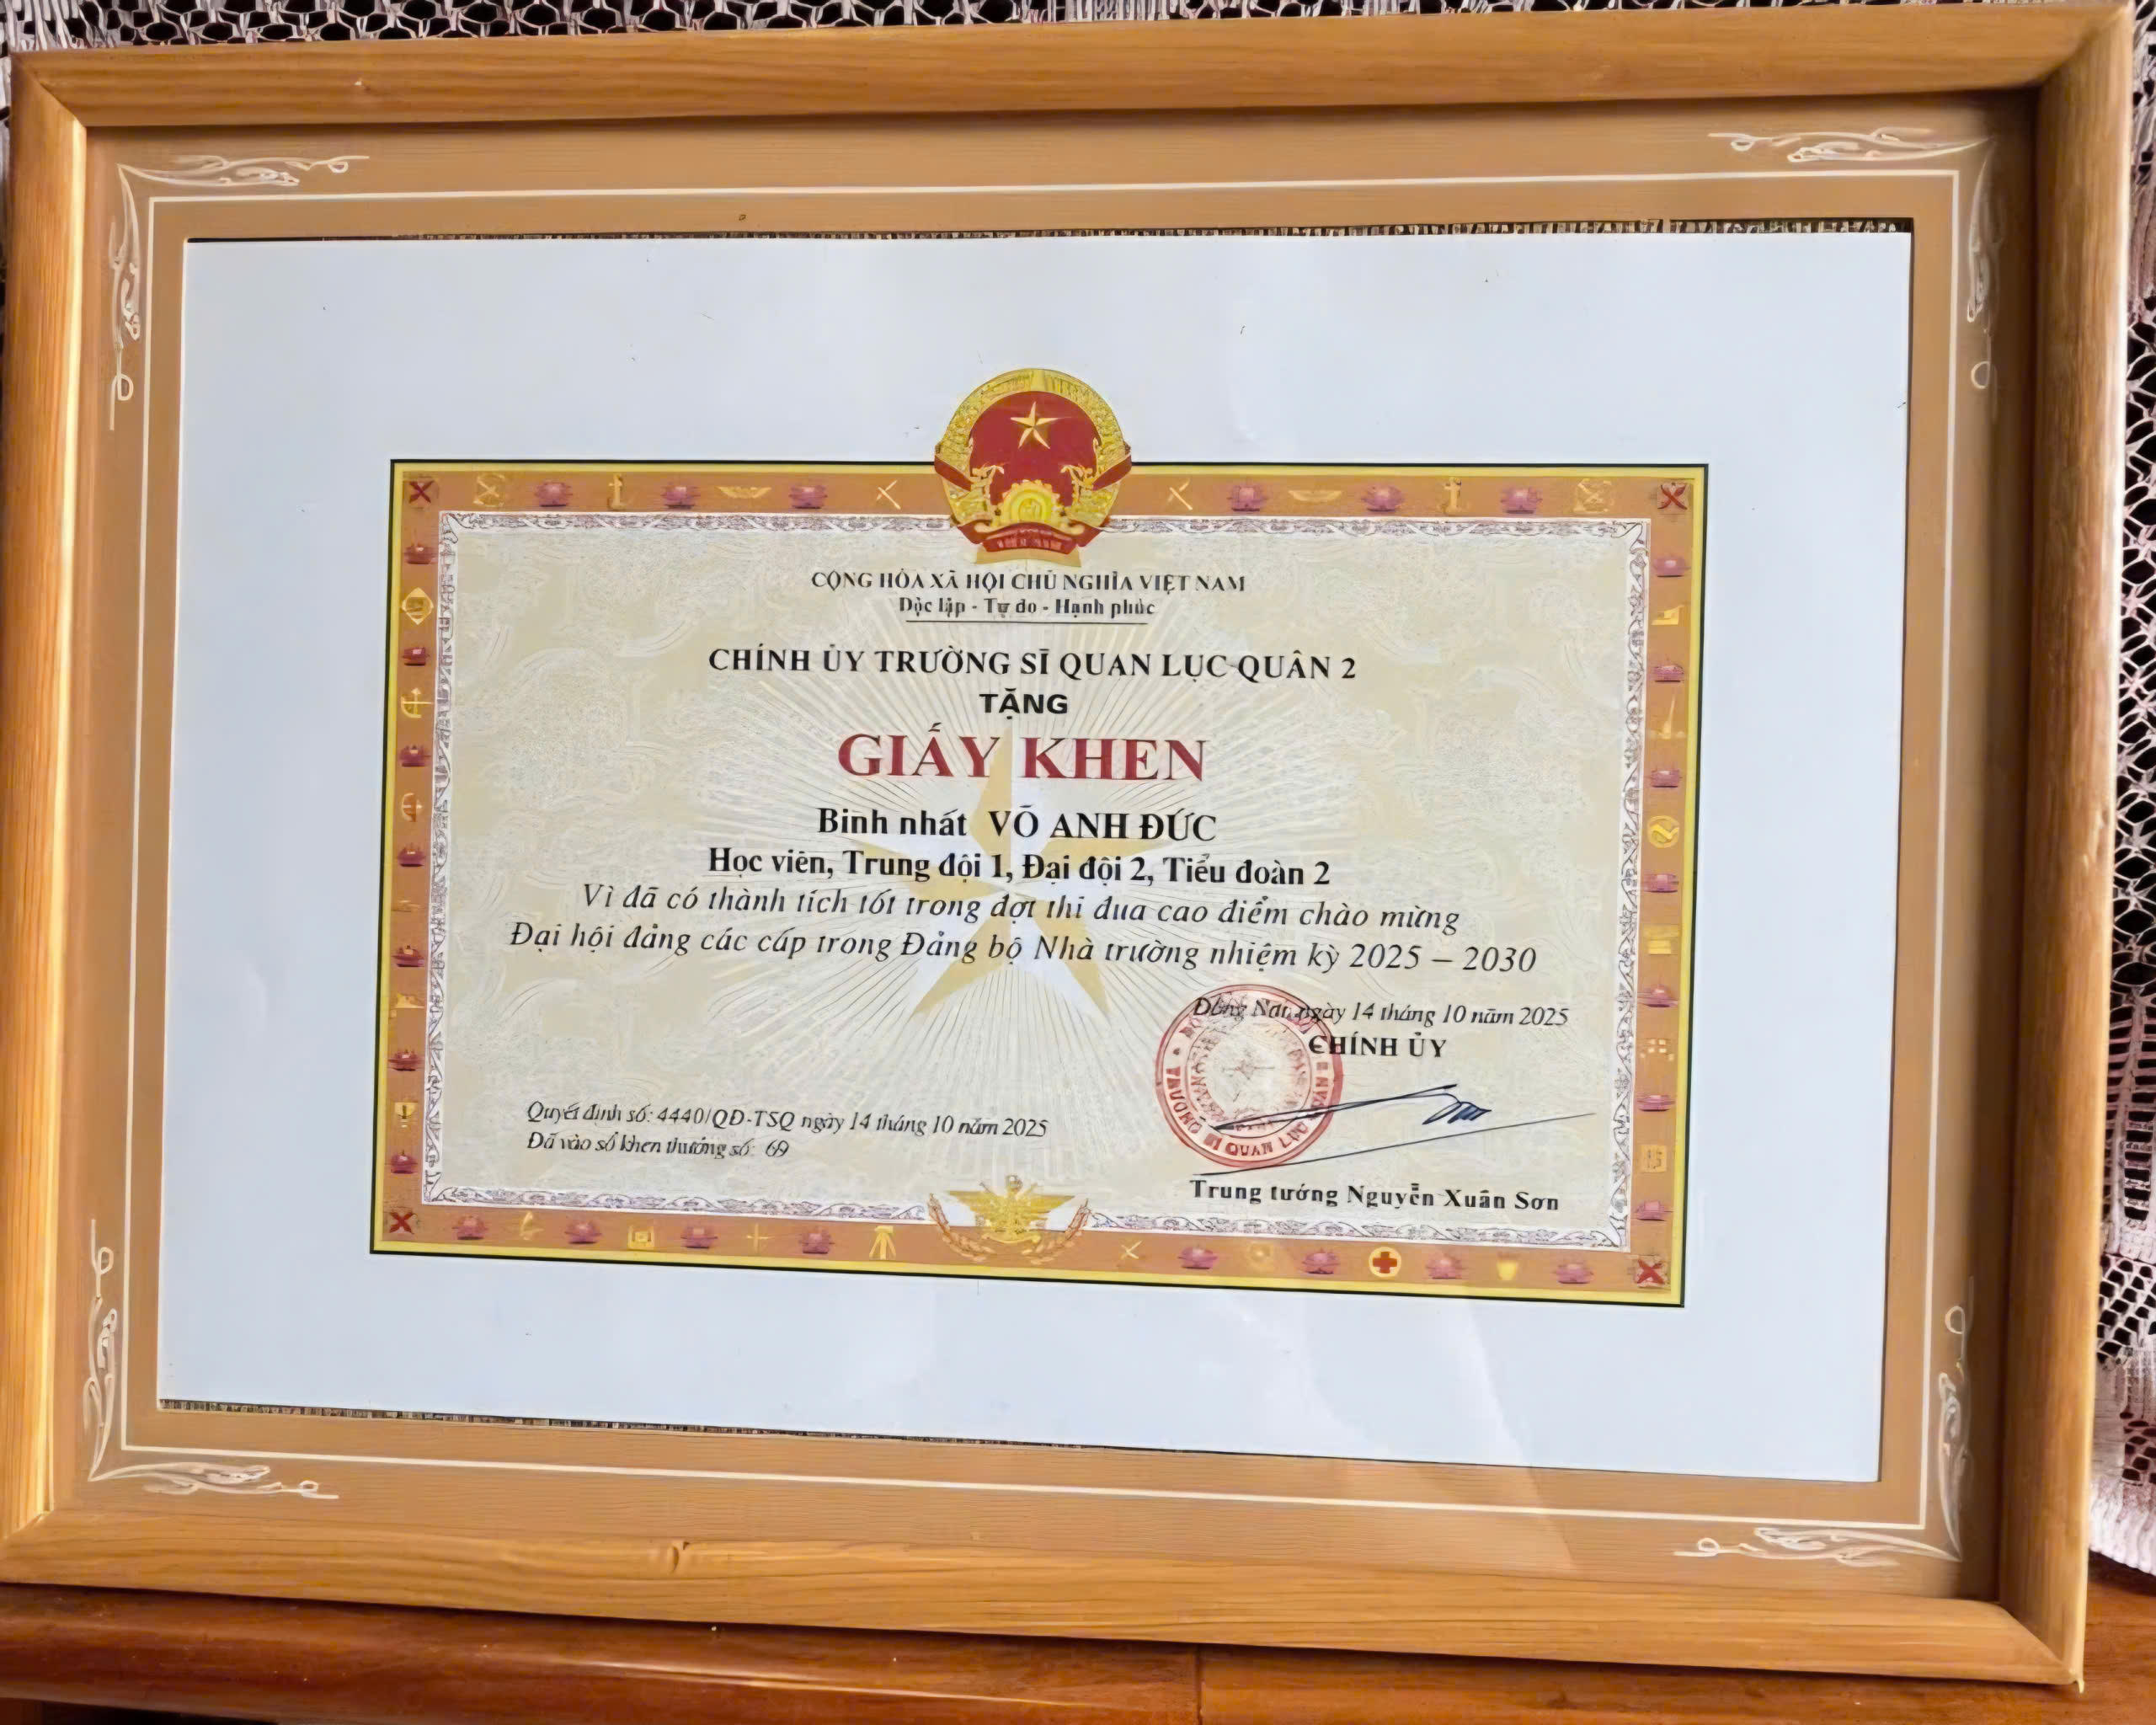 CỘNG HÒA XÃ HỘI CHỦ NGHĨA VIỆT NAM
Độc lập - Tự do - Hạnh phúc
CHÍNH ỦY TRƯỜNG SĨ QUAN LỤC QUÂN 2
TẶNG
GIẤY KHEN
Binh nhất VÕ ANH ĐỨC
Học viên, Trung đội 1, Đại đội 2, Tiểu đoàn 2
Vì đã có thành tích tốt trong đợt thi đua cao điểm chào mừng
Đại hội đảng các cấp trong Đảng bộ Nhà trường nhiệm kỳ 2025 – 2030
Đồng Nai, ngày 14 tháng 10 năm 2025
CHÍNH ỦY
TRƯỜNG QUAN LỤC
Quyết định số: 4440/QĐ-TSQ ngày 14 tháng 10 năm 2025
Đã vào sổ khen thưởng số: 69
Trung tướng Nguyễn Xuân Sơn